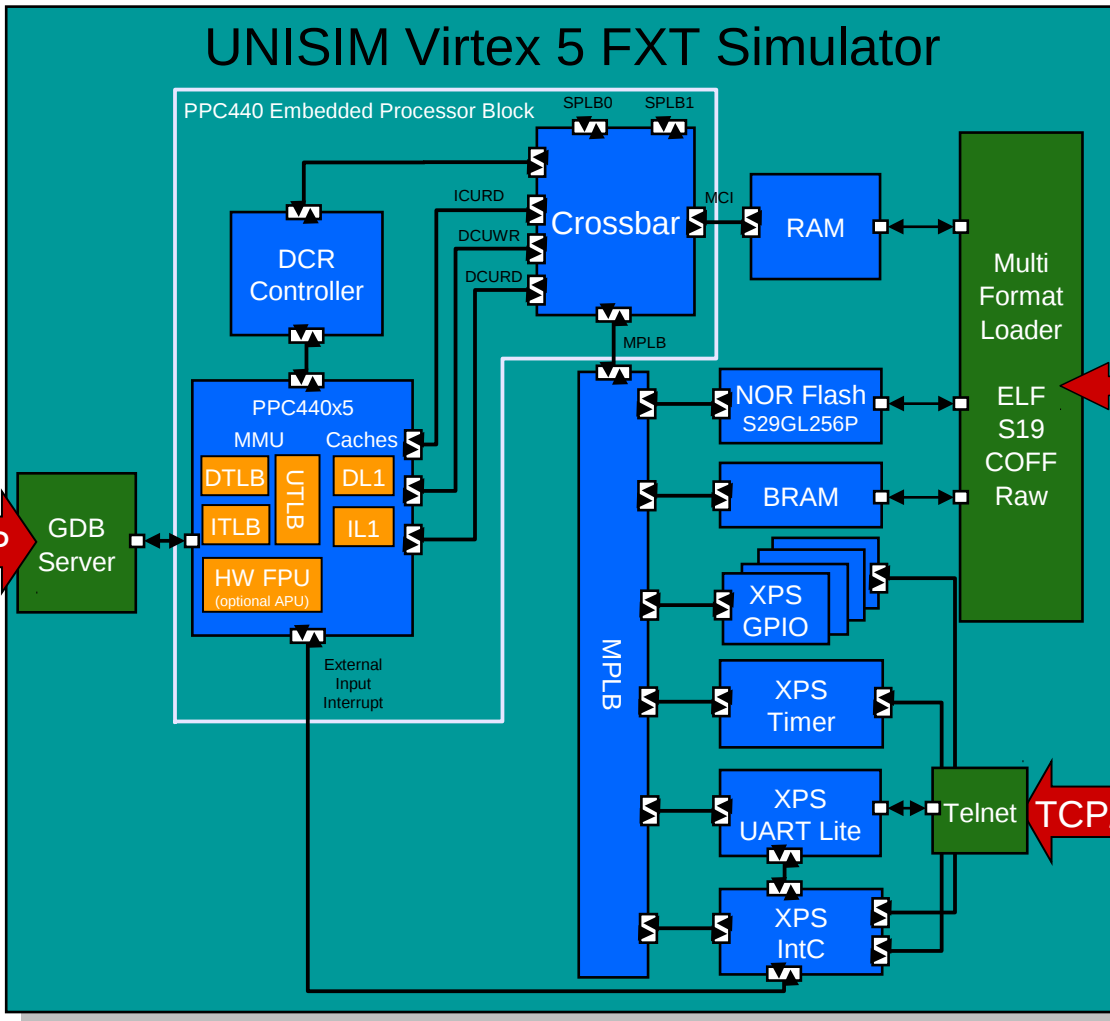 UNISIM Virtex 5 FXT Simulator
PPC440 Embedded Processor Block
SPLB0
SPLB1
Crossbar
ICURD
DCUWR
DCURD
MCI
MPLB
RAM
DCR
Controller
Multi
Format
Loader
ELF
S19
COFF
Raw
PPC440x5
MMU
Caches
DTLB
ITLB
UTLB
DL1
IL1
HW FPU
(optional APU)
GDB
Server
P
External
Input
Interrupt
MPLB
NOR Flash
S29GL256P
BRAM
XPS
GPIO
XPS
Timer
XPS
UART Lite
XPS
IntC
Telnet
TCP